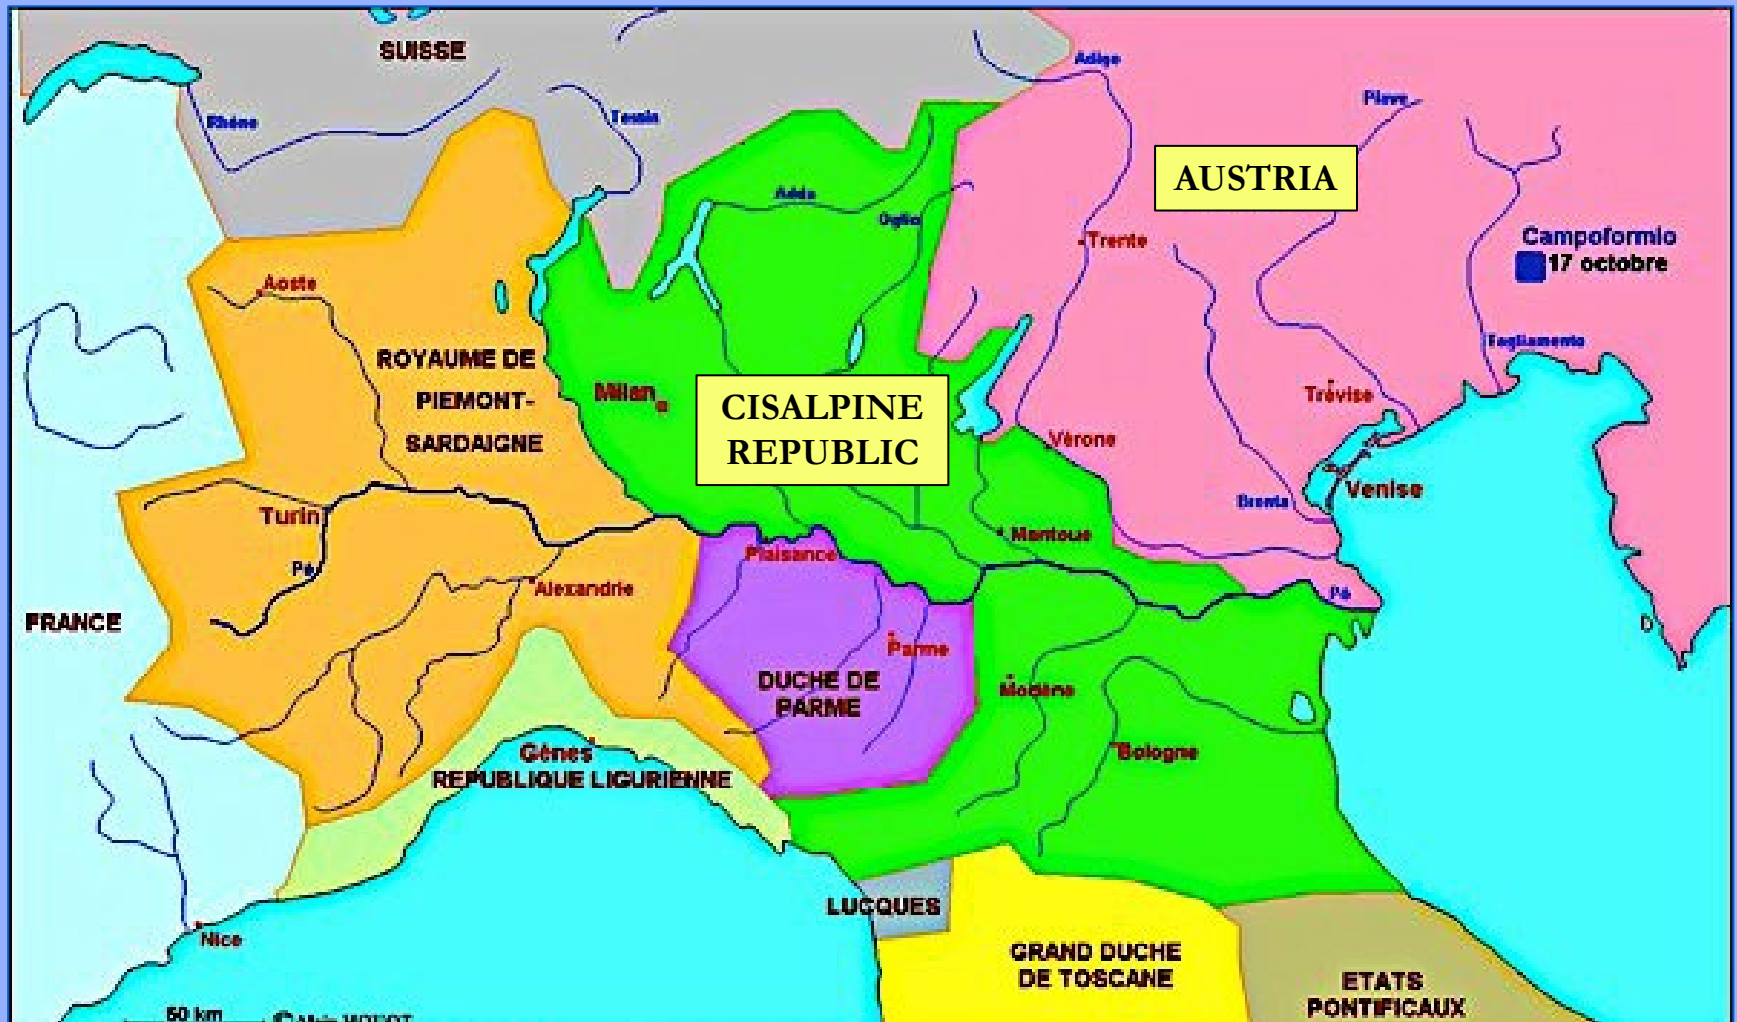 SUISSE
Adige
Piave
Rhône
Tessin
AUSTRIA
Adda
Oglio
Trente
Campoformio
17 octobre
Aoste
Tagliamento
ROYAUME DE
PIEMONT-
SARDAIGNE
Milan
CISALPINE
REPUBLIC
Trévise
Vérone
Venise
Brenta
Turin
Mantoue
Plaisance
Pô
Alexandrie
Pô
FRANCE
Parme
DUCHE DE
PARME
Modène
Gênes
Bologne
REPUBLIQUE LIGURIENNE
LUCQUES
Nice
GRAND DUCHE
DE TOSCANE
ETATS
PONTIFICAUX
50 km
©